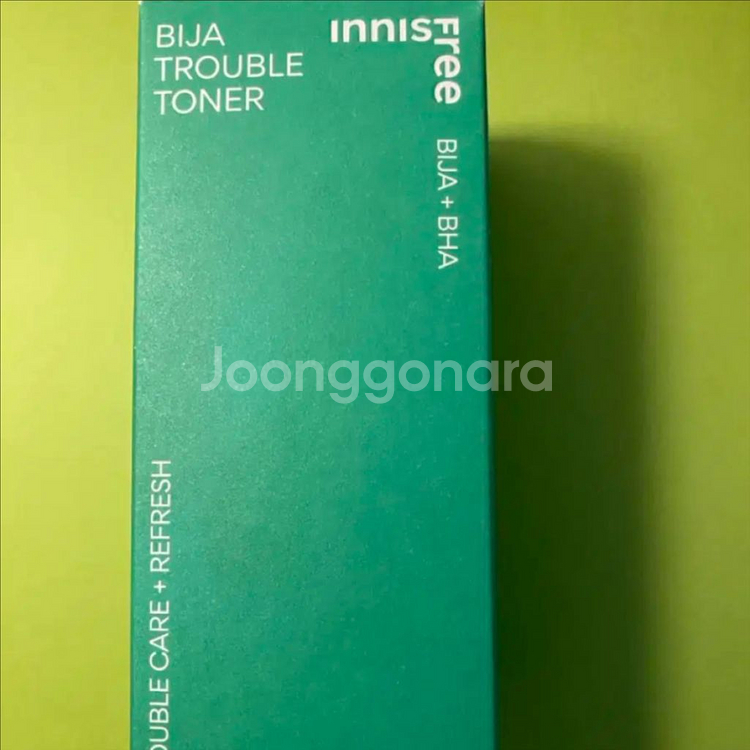 BIJA
TROUBLE
TONER
INNISFree
BIJA + BHA
Joonggonara
OUBLE CARE + REFRESH